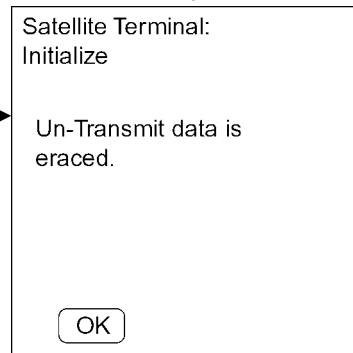 Satellite Terminal:
Initialize
Un-Transmit data is
eraced.
OK